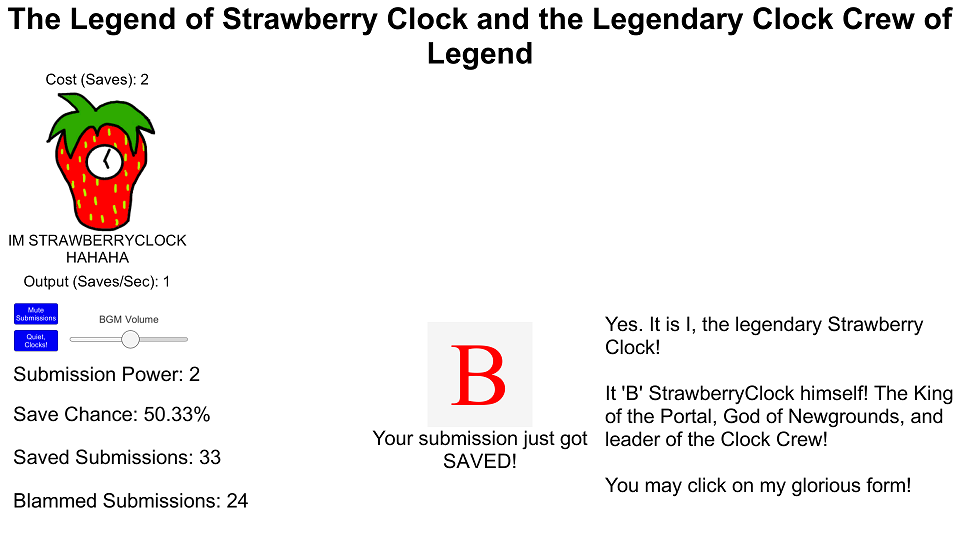 The Legend of Strawberry Clock and the Legendary Clock Crew of
Legend
Cost (Saves): 2
IM STRAWBERRYCLOCK
HAHAHA
Output (Saves/Sec): 1
Mute
Submissions
Quiet,
Clocks!
BGM Volume
Submission Power: 2
Save Chance: 50.33%
Saved Submissions: 33
Blammed Submissions: 24
B
Your submission just got
SAVED!
Yes. It is I, the legendary Strawberry
Clock!
It 'B' StrawberryClock himself! The King
of the Portal, God of Newgrounds, and
leader of the Clock Crew!
You may click on my glorious form!